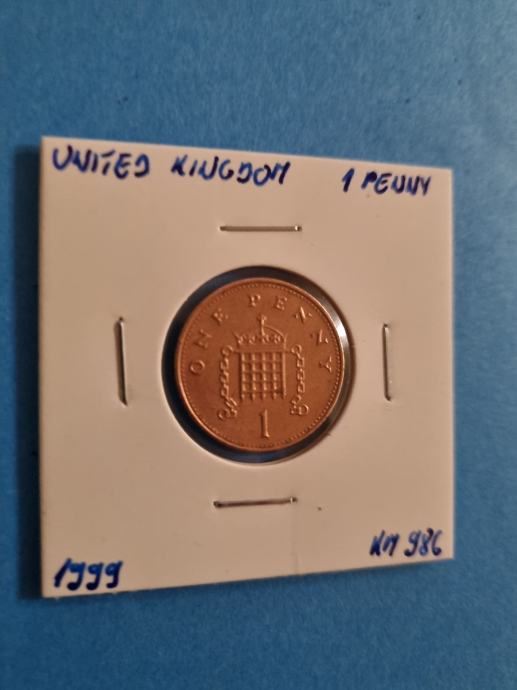 UNITED KINGDOM 1 PENNY
ONE PENNY
1
1999 KM 986